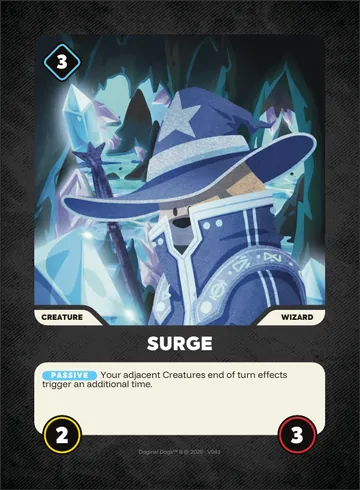 3
CREATURE
WIZARD
SURGE
PASSIVE Your adjacent Creatures end of turn effects
trigger an additional time.
2
3